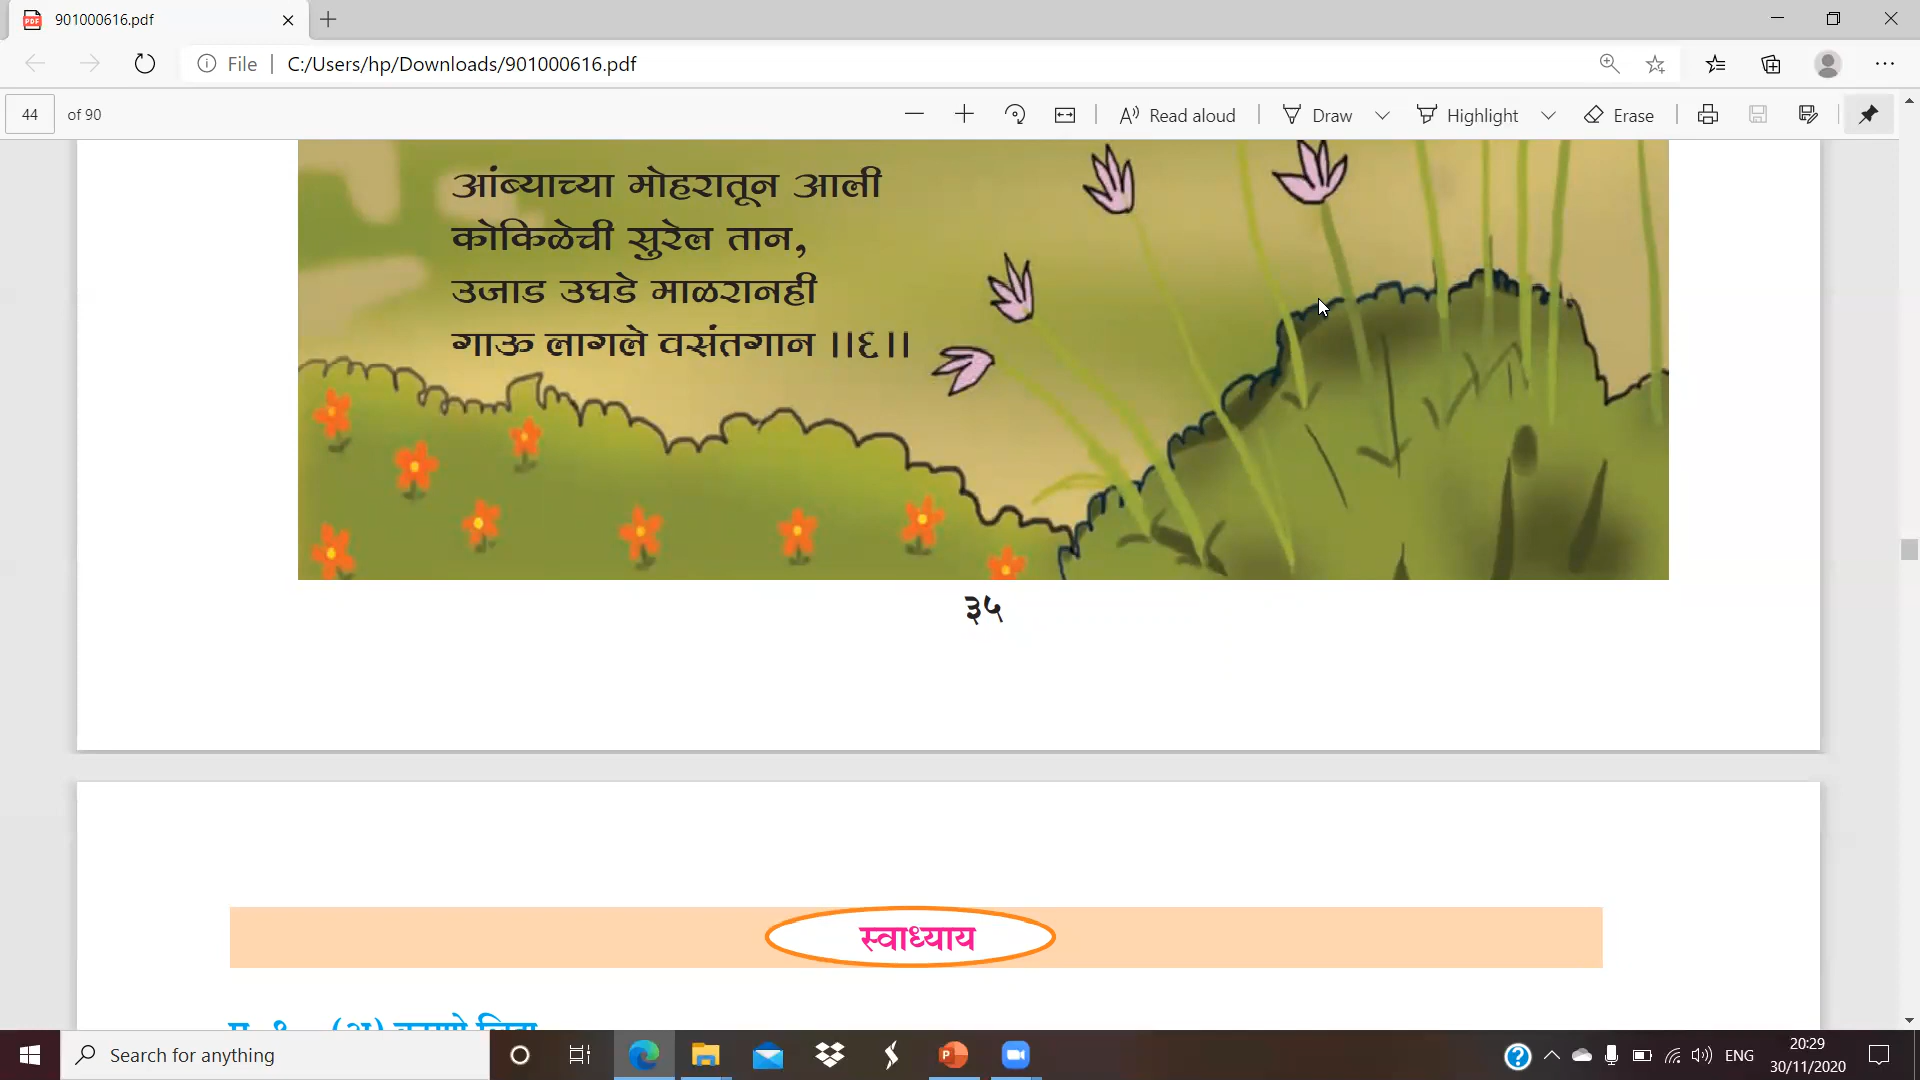 901000616.pdf
File
C:/Users/hp/Downloads/901000616.pdf
44 of 90
Read aloud
Draw
Highlight
Erase
आंब्याच्या मोहरातून आली
कोकिळेची सुरेल तान,
उजाड उघडे माळरानही
गाऊ लागले वसंतगान ।।६।।
३५
स्वाध्याय
Search for anything
ENG
20:29
30/11/2020